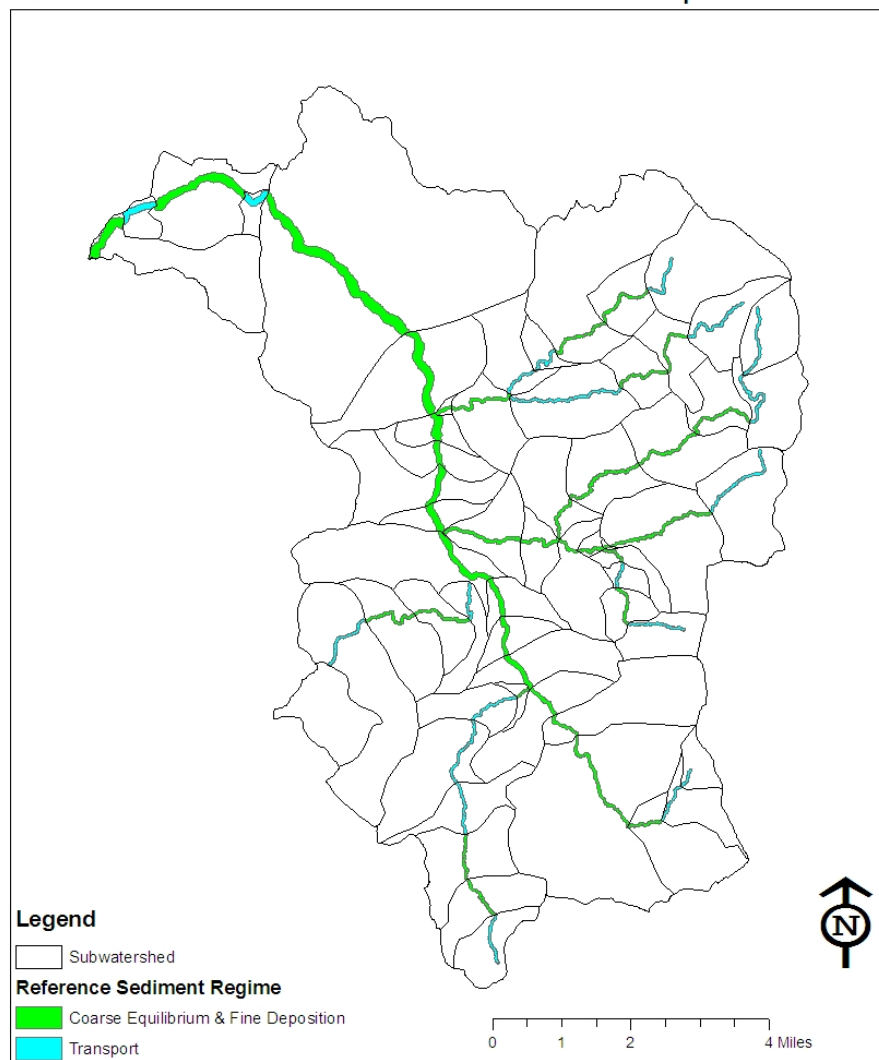 N
Legend
Subwatershed
Reference Sediment Regime
Coarse Equilibrium & Fine Deposition
Transport
0 1 2 4 Miles